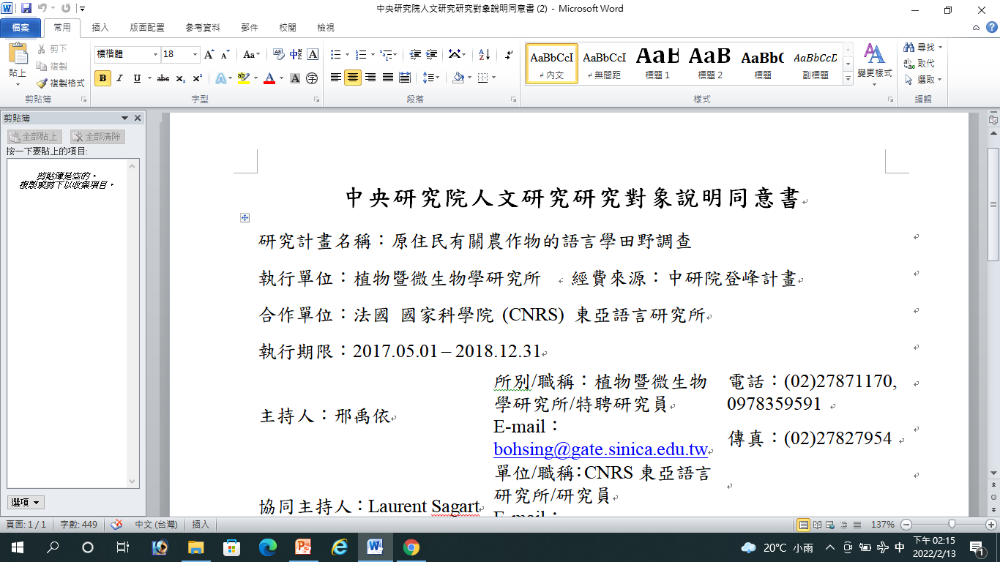 中央研究院人文研究研究對象說明同意書 (2) - Microsoft Word
檔案 常用 插入 版面配置 參考資料 郵件 校閱 檢視
貼上 剪下 複製 複製格式 剪貼簿
標楷體 18 字型
段落
AaBbCcI 內文 AaBbCcI 無間距 AaB 標題 1 AaB 標題 2 AaBbC 標題 AaBbCcD 副標題 變更樣式 樣式
尋找 取代 選取 編輯
剪貼簿
全部貼上 全部清除
按一下要貼上的項目:
剪貼簿是空的。
複製或剪下以收集項目。
選項
中央研究院人文研究研究對象說明同意書
研究計畫名稱：原住民有關農作物的語言學田野調查
執行單位：植物暨微生物學研究所 經費來源：中研院登峰計畫
合作單位：法國 國家科學院 (CNRS) 東亞語言研究所
執行期限：2017.05.01 – 2018.12.31
主持人：邢禹依
所別/職稱：植物暨微生物
學研究所/特聘研究員
E-mail：
bohsing@gate.sinica.edu.tw
電話：(02)27871170,
0978359591
傳真：(02)27827954
協同主持人：Laurent Sagart
單位/職稱：CNRS 東亞語言
研究所/研究員
E-mail：
頁面: 1 / 1 字數: 449 中文 (台灣) 插入 137%
20°C 小雨 中 下午 02:15
2022/2/13
1